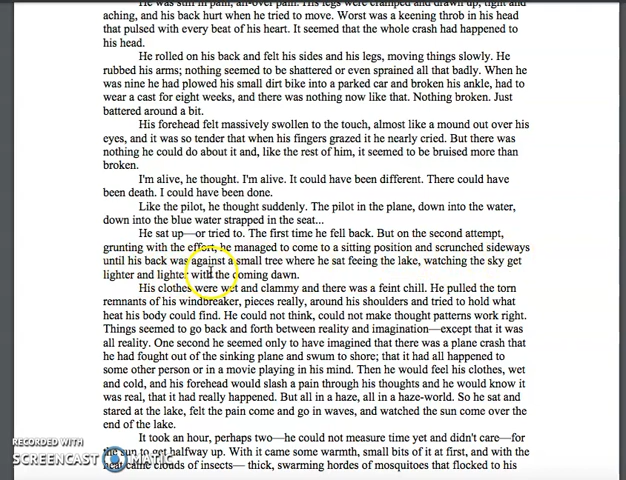 He was still in pain, all-over pain. His legs were cramped and drawn up, tight and
aching, and his back hurt when he tried to move. Worst was a keening throb in his head
that pulsed with every beat of his heart. It seemed that the whole crash had happened to
his head.
He rolled on his back and felt his sides and his legs, moving things slowly. He
rubbed his arms; nothing seemed to be shattered or even sprained all that badly. When he
was nine he had plowed his small dirt bike into a parked car and broken his ankle, had to
wear a cast for eight weeks, and there was nothing now like that. Nothing broken. Just
battered around a bit.
His forehead felt massively swollen to the touch, almost like a mound out over his
eyes, and it was so tender that when his fingers grazed it he nearly cried. But there was
nothing he could do about it and, like the rest of him, it seemed to be bruised more than
broken.
I'm alive, he thought. I'm alive. It could have been different. There could have
been death. I could have been done.
Like the pilot, he thought suddenly. The pilot in the plane, down into the water,
down into the blue water strapped in the seat...
He sat up—or tried to. The first time he fell back. But on the second attempt,
grunting with the effort, he managed to come to a sitting position and scrunched sideways
until his back was against a small tree where he sat feeing the lake, watching the sky get
lighter and lighter with the coming dawn.
His clothes were wet and clammy and there was a feint chill. He pulled the torn
remnants of his windbreaker, pieces really, around his shoulders and tried to hold what
heat his body could find. He could not think, could not make thought patterns work right.
Things seemed to go back and forth between reality and imagination—except that it was
all reality. One second he seemed only to have imagined that there was a plane crash that
he had fought out of the sinking plane and swum to shore; that it had all happened to
some other person or in a movie playing in his mind. Then he would feel his clothes, wet
and cold, and his forehead would slash a pain through his thoughts and he would know it
was real, that it had really happened. But all in a haze, all in a haze-world. So he sat and
stared at the lake, felt the pain come and go in waves, and watched the sun come over the
end of the lake.
It took an hour, perhaps two—he could not measure time yet and didn't care—for
the sun to get halfway up. With it came some warmth, small bits of it at first, and with the
heat came clouds of insects— thick, swarming hordes of mosquitoes that flocked to his
RECORDED WITH
SCREENCAST MATIC